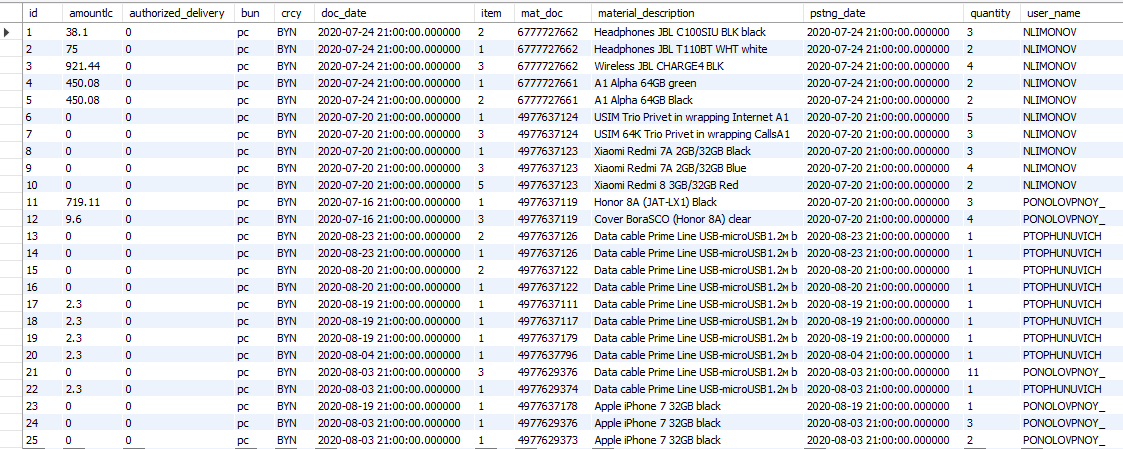 id amountlc authorized_delivery bun crcy doc_date item mat_doc material_description pstng_date quantity user_name
1 38.1 0 pc BYN 2020-07-24 21:00:00.000000 2 6777727662 Headphones JBL C100SIU BLK black 2020-07-24 21:00:00.000000 3 NLIMONOV
2 75 0 pc BYN 2020-07-24 21:00:00.000000 1 6777727662 Headphones JBL T110BT WHT white 2020-07-24 21:00:00.000000 2 NLIMONOV
3 921.44 0 pc BYN 2020-07-24 21:00:00.000000 3 6777727662 Wireless JBL CHARGE4 BLK 2020-07-24 21:00:00.000000 4 NLIMONOV
4 450.08 0 pc BYN 2020-07-24 21:00:00.000000 1 6777727661 A1 Alpha 64GB green 2020-07-24 21:00:00.000000 2 NLIMONOV
5 450.08 0 pc BYN 2020-07-24 21:00:00.000000 2 6777727661 A1 Alpha 64GB Black 2020-07-24 21:00:00.000000 2 NLIMONOV
6 0 0 pc BYN 2020-07-20 21:00:00.000000 1 4977637124 USIM Trio Privet in wrapping Internet A1 2020-07-20 21:00:00.000000 5 NLIMONOV
7 0 0 pc BYN 2020-07-20 21:00:00.000000 3 4977637124 USIM 64K Trio Privet in wrapping CallsA1 2020-07-20 21:00:00.000000 3 NLIMONOV
8 0 0 pc BYN 2020-07-20 21:00:00.000000 1 4977637123 Xiaomi Redmi 7A 2GB/32GB Black 2020-07-20 21:00:00.000000 3 NLIMONOV
9 0 0 pc BYN 2020-07-20 21:00:00.000000 3 4977637123 Xiaomi Redmi 7A 2GB/32GB Blue 2020-07-20 21:00:00.000000 4 NLIMONOV
10 0 0 pc BYN 2020-07-20 21:00:00.000000 5 4977637123 Xiaomi Redmi 8 3GB/32GB Red 2020-07-20 21:00:00.000000 2 NLIMONOV
11 719.11 0 pc BYN 2020-07-16 21:00:00.000000 1 4977637119 Honor 8A (JAT-LX1) Black 2020-07-16 21:00:00.000000 3 PONOLOVPNOY_
12 9.6 0 pc BYN 2020-07-16 21:00:00.000000 3 4977637119 Cover BoraSCO (Honor 8A) clear 2020-07-16 21:00:00.000000 4 PONOLOVPNOY_
13 0 0 pc BYN 2020-08-23 21:00:00.000000 2 4977637126 Data cable Prime Line USB-microUSB1.2м b 2020-08-23 21:00:00.000000 1 PTOPHUNUVICH
14 0 0 pc BYN 2020-08-23 21:00:00.000000 1 4977637126 Data cable Prime Line USB-microUSB1.2м b 2020-08-23 21:00:00.000000 1 PTOPHUNUVICH
15 0 0 pc BYN 2020-08-20 21:00:00.000000 2 4977637122 Data cable Prime Line USB-microUSB1.2м b 2020-08-20 21:00:00.000000 1 PTOPHUNUVICH
16 0 0 pc BYN 2020-08-20 21:00:00.000000 1 4977637122 Data cable Prime Line USB-microUSB1.2м b 2020-08-20 21:00:00.000000 1 PTOPHUNUVICH
17 2.3 0 pc BYN 2020-08-19 21:00:00.000000 1 4977637111 Data cable Prime Line USB-microUSB1.2м b 2020-08-19 21:00:00.000000 1 PTOPHUNUVICH
18 2.3 0 pc BYN 2020-08-19 21:00:00.000000 1 4977637117 Data cable Prime Line USB-microUSB1.2м b 2020-08-19 21:00:00.000000 1 PTOPHUNUVICH
19 2.3 0 pc BYN 2020-08-19 21:00:00.000000 1 4977637179 Data cable Prime Line USB-microUSB1.2м b 2020-08-19 21:00:00.000000 1 PTOPHUNUVICH
20 2.3 0 pc BYN 2020-08-04 21:00:00.000000 1 4977637796 Data cable Prime Line USB-microUSB1.2м b 2020-08-04 21:00:00.000000 1 PTOPHUNUVICH
21 0 0 pc BYN 2020-08-03 21:00:00.000000 3 4977629376 Data cable Prime Line USB-microUSB1.2м b 2020-08-03 21:00:00.000000 11 PONOLOVPNOY_
22 2.3 0 pc BYN 2020-08-03 21:00:00.000000 1 4977629374 Data cable Prime Line USB-microUSB1.2м b 2020-08-03 21:00:00.000000 1 PTOPHUNUVICH
23 0 0 pc BYN 2020-08-19 21:00:00.000000 1 4977637178 Apple iPhone 7 32GB black 2020-08-19 21:00:00.000000 1 PONOLOVPNOY_
24 0 0 pc BYN 2020-08-03 21:00:00.000000 1 4977629376 Apple iPhone 7 32GB black 2020-08-03 21:00:00.000000 3 PONOLOVPNOY_
25 0 0 pc BYN 2020-08-03 21:00:00.000000 1 4977629373 Apple iPhone 7 32GB black 2020-08-03 21:00:00.000000 2 PONOLOVPNOY_